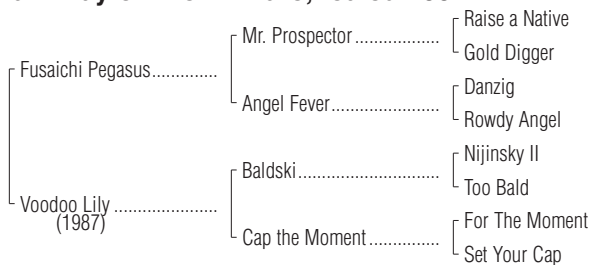 Raise a Native
Mr. Prospector
Gold Digger
Fusaichi Pegasus
Danzig
Angel Fever
Rowdy Angel
Nijinsky II
Baldski
Too Bald
Voodoo Lily
(1987)
For The Moment
Cap the Moment
Set Your Cap